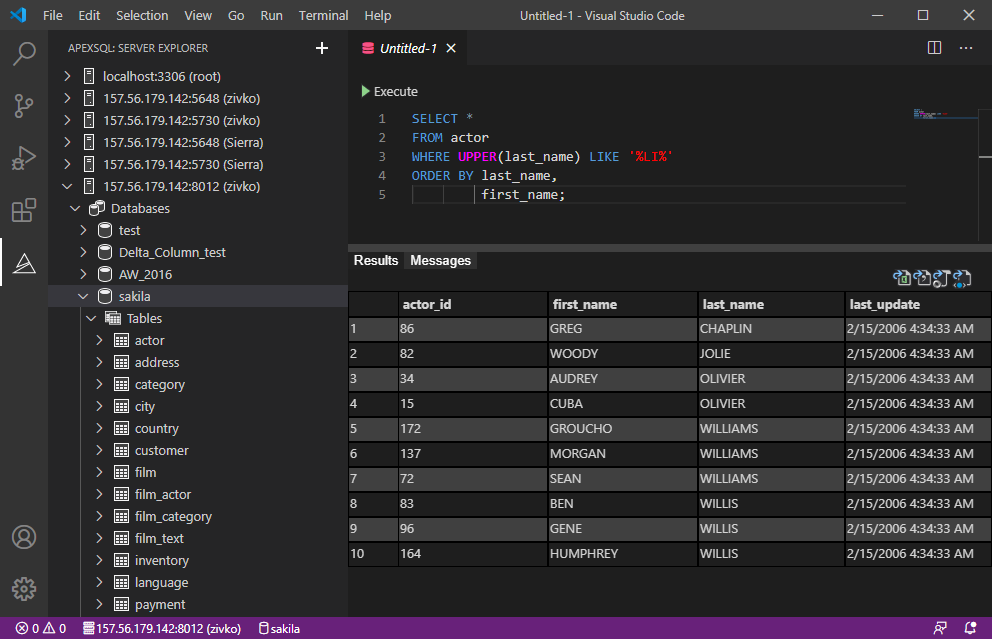 File Edit Selection View Go Run Terminal Help Untitled-1 - Visual Studio Code
APEXSQL: SERVER EXPLORER
localhost:3306 (root)
157.56.179.142:5648 (zivko)
157.56.179.142:5730 (zivko)
157.56.179.142:5648 (Sierra)
157.56.179.142:5730 (Sierra)
157.56.179.142:8012 (zivko)
Databases
test
Delta_Column_test
AW_2016
sakila
Tables
actor
address
category
city
country
customer
film
film_actor
film_category
film_text
inventory
language
payment
Untitled-1
Execute
1 SELECT *
2 FROM actor
3 WHERE UPPER(last_name) LIKE '%LI%'
4 ORDER BY last_name,
5 first_name;
Results Messages
actor_id first_name last_name last_update
1 86 GREG CHAPLIN 2/15/2006 4:34:33 AM
2 82 WOODY JOLIE 2/15/2006 4:34:33 AM
3 34 AUDREY OLIVIER 2/15/2006 4:34:33 AM
4 15 CUBA OLIVIER 2/15/2006 4:34:33 AM
5 172 GROUCHO WILLIAMS 2/15/2006 4:34:33 AM
6 137 MORGAN WILLIAMS 2/15/2006 4:34:33 AM
7 72 SEAN WILLIAMS 2/15/2006 4:34:33 AM
8 83 BEN WILLIS 2/15/2006 4:34:33 AM
9 96 GENE WILLIS 2/15/2006 4:34:33 AM
10 164 HUMPHREY WILLIS 2/15/2006 4:34:33 AM
0 0 157.56.179.142:8012 (zivko) sakila